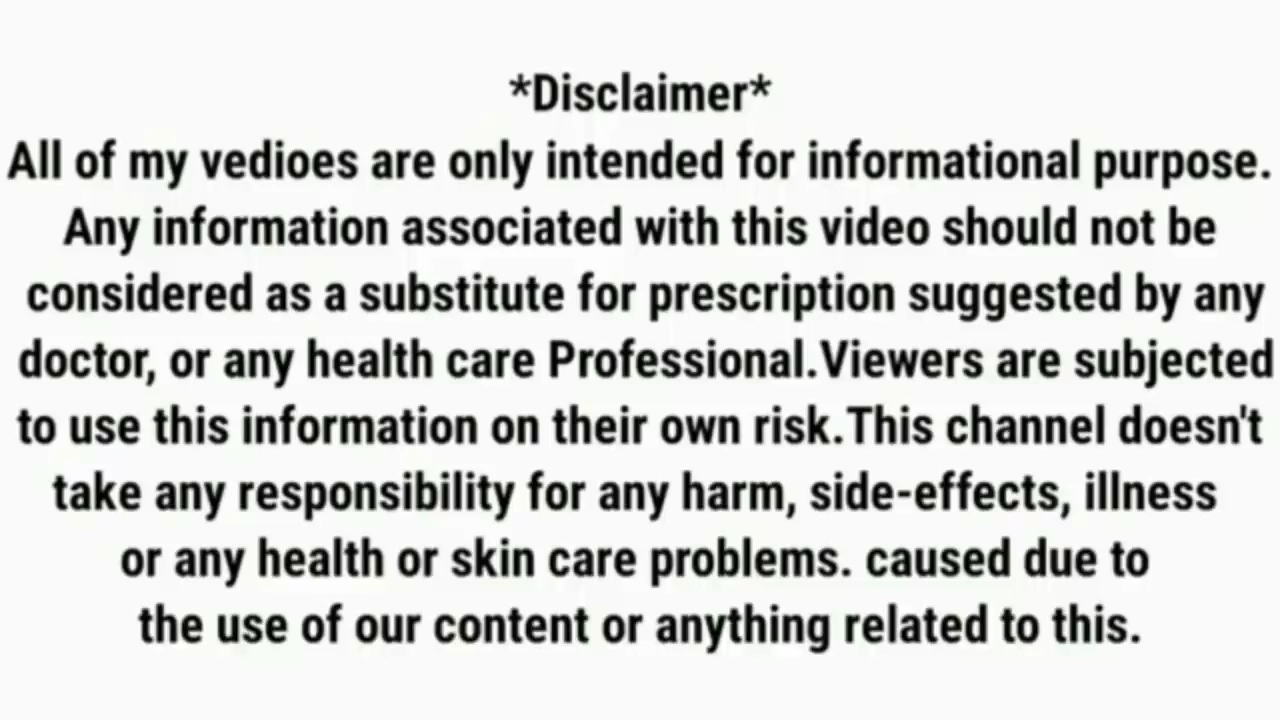 *Disclaimer*
All of my vedioes are only intended for informational purpose.
Any information associated with this video should not be
considered as a substitute for prescription suggested by any
doctor, or any health care Professional.Viewers are subjected
to use this information on their own risk.This channel doesn't
take any responsibility for any harm, side-effects, illness
or any health or skin care problems. caused due to
the use of our content or anything related to this.